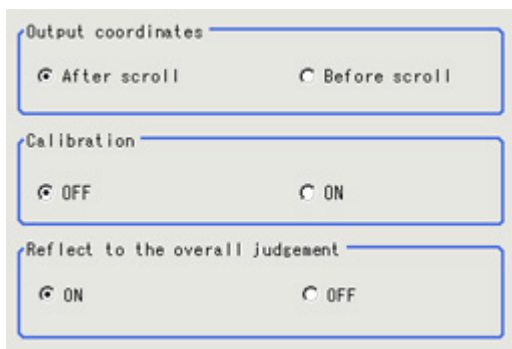 Output coordinates
After scroll Before scroll
Calibration
OFF ON
Reflect to the overall judgement
ON OFF